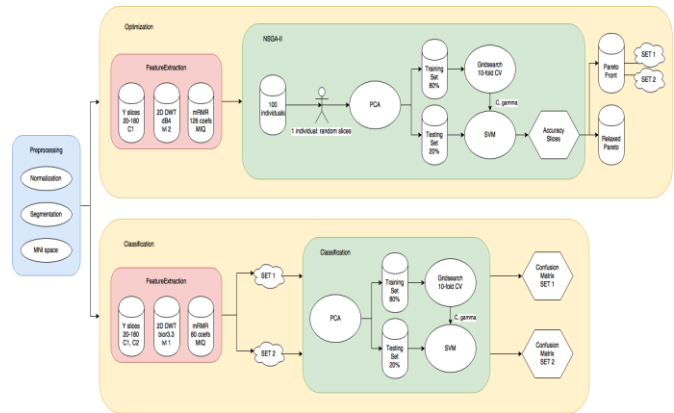 Optimization
FeatureExtraction
Y slices
20-180
C1
2D DWT
dB4
lvl 2
mRMR
126 coefs
MIQ
NSGA-II
100
individuals
1 individual: random slices
PCA
Training
Set
80%
Testing
Set
20%
Gridsearch
10-fold CV
C, gamma
SVM
Accuracy
Slices
Pareto
Front
SET 1
SET 2
Relaxed
Pareto
Preprocessing
Normalization
Segmentation
MNI space
Classification
FeatureExtraction
Y slices
20-180
C1, C2
2D DWT
bior3.3
lvl 1
mRMR
60 coefs
MIQ
SET 1
SET 2
Classification
PCA
Training
Set
80%
Testing
Set
20%
Gridsearch
10-fold CV
C, gamma
SVM
Confusion
Matrix
SET 1
Confusion
Matrix
SET 2